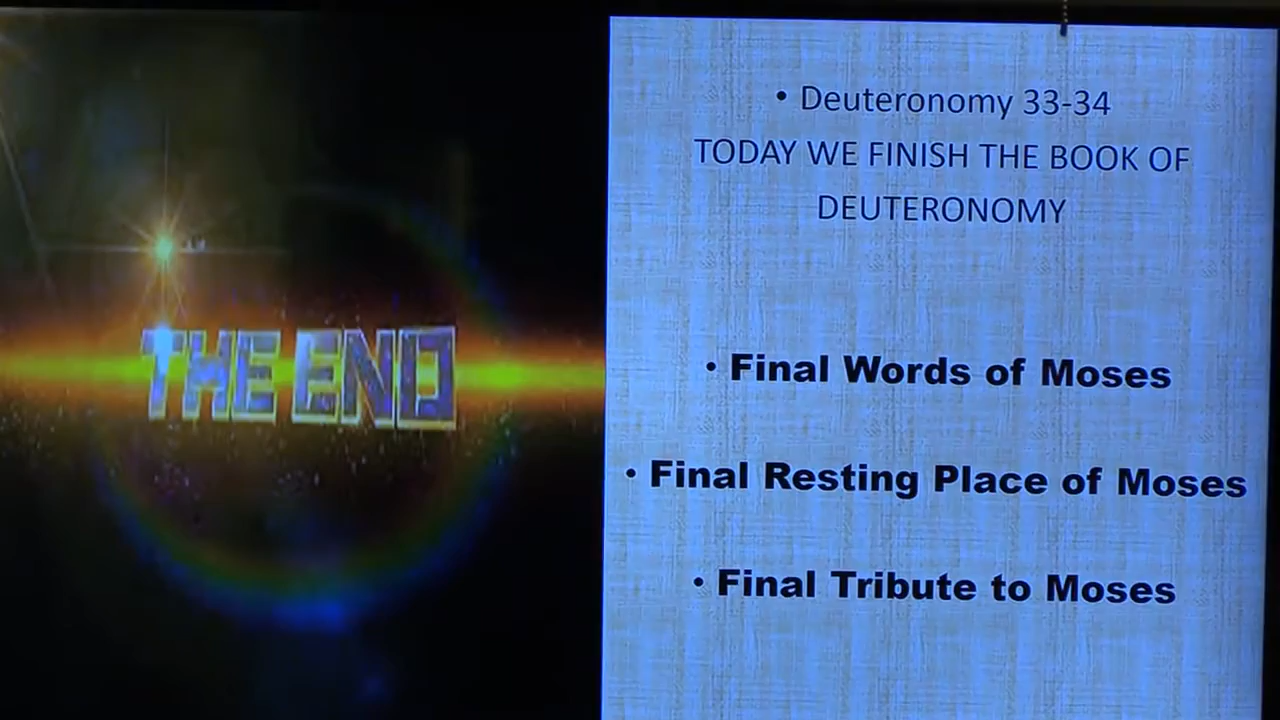 THE END
• Deuteronomy 33-34
TODAY WE FINISH THE BOOK OF
DEUTERONOMY
• Final Words of Moses
• Final Resting Place of Moses
• Final Tribute to Moses